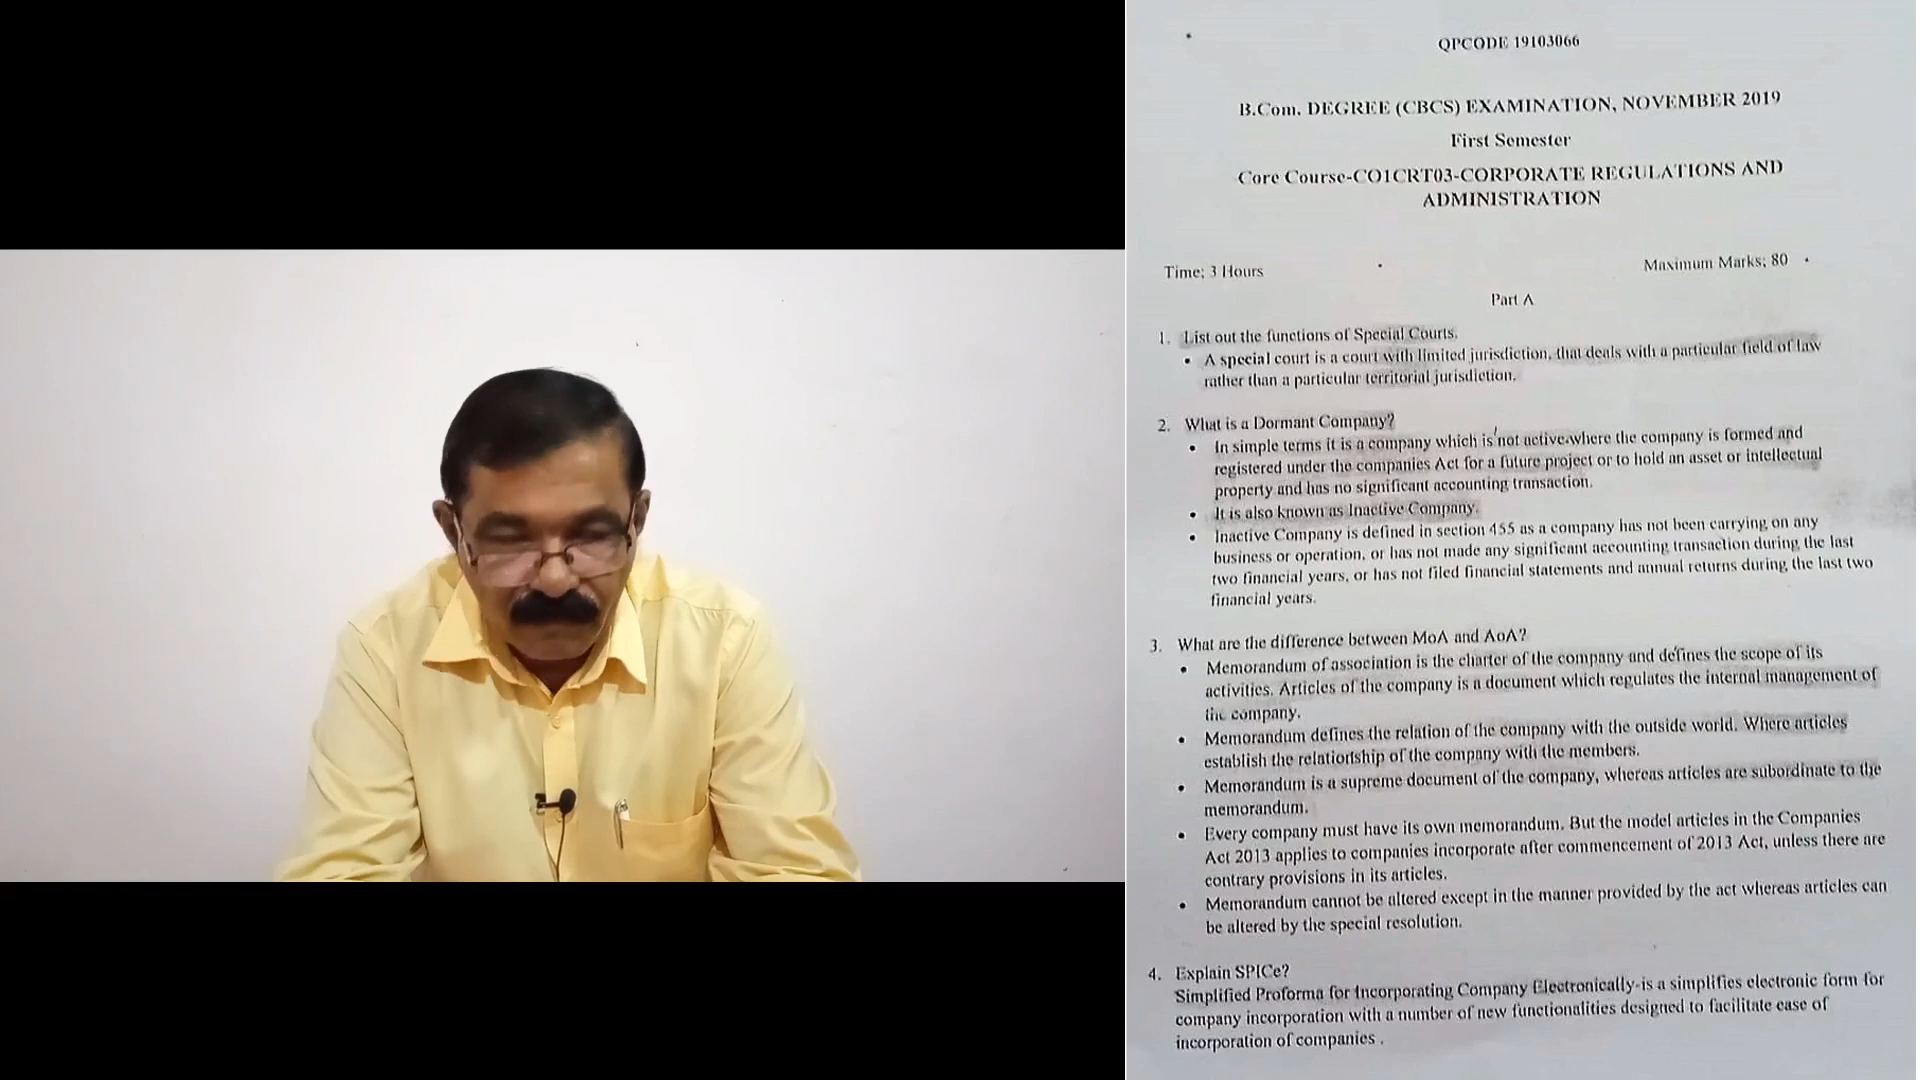 QPCODE 19103066
B.Com. DEGREE (CBCS) EXAMINATION, NOVEMBER 2019
First Semester
Core Course-CO1CRT03-CORPORATE REGULATIONS AND
ADMINISTRATION
Time; 3 Hours
Maximum Marks; 80
Part A
1. List out the functions of Special Courts.
• A special court is a court with limited jurisdiction, that deals with a particular field of law
rather than a particular territorial jurisdiction.
2. What is a Dormant Company?
• In simple terms it is a company which is not active-where the company is formed and
registered under the companies Act for a future project or to hold an asset or intellectual
property and has no significant accounting transaction.
• It is also known as Inactive Company.
• Inactive Company is defined in section 455 as a company has not been carrying on any
business or operation, or has not made any significant accounting transaction during the last
two financial years, or has not filed financial statements and annual returns during the last two
financial years.
3. What are the difference between MoA and AoA?
• Memorandum of association is the charter of the company and defines the scope of its
activities. Articles of the company is a document which regulates the internal management of
the company.
• Memorandum defines the relation of the company with the outside world. Where articles
establish the relationship of the company with the members.
• Memorandum is a supreme document of the company, whereas articles are subordinate to the
memorandum.
• Every company must have its own memorandum. But the model articles in the Companies
Act 2013 applies to companies incorporate after commencement of 2013 Act, unless there are
contrary provisions in its articles.
• Memorandum cannot be altered except in the manner provided by the act whereas articles can
be altered by the special resolution.
4. Explain SPICe?
Simplified Proforma for Incorporating Company Electronically-is a simplifies electronic form for
company incorporation with a number of new functionalities designed to facilitate ease of
incorporation of companies .